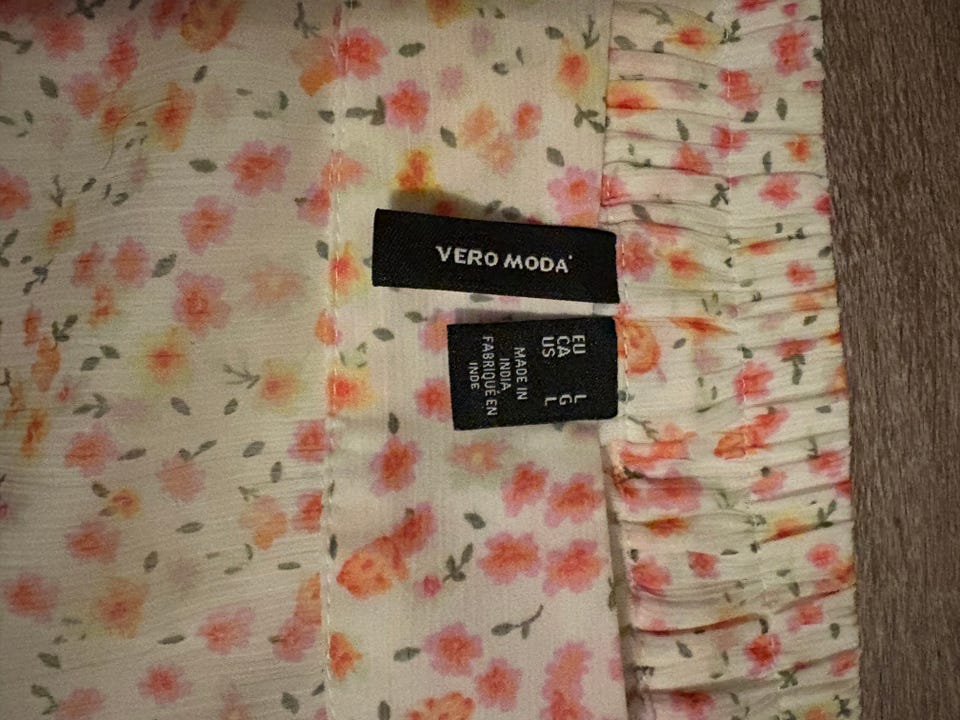 VERO MODA
EU L
CA G
US L
MADE IN
INDIA
FABRIQUÉ EN
INDE